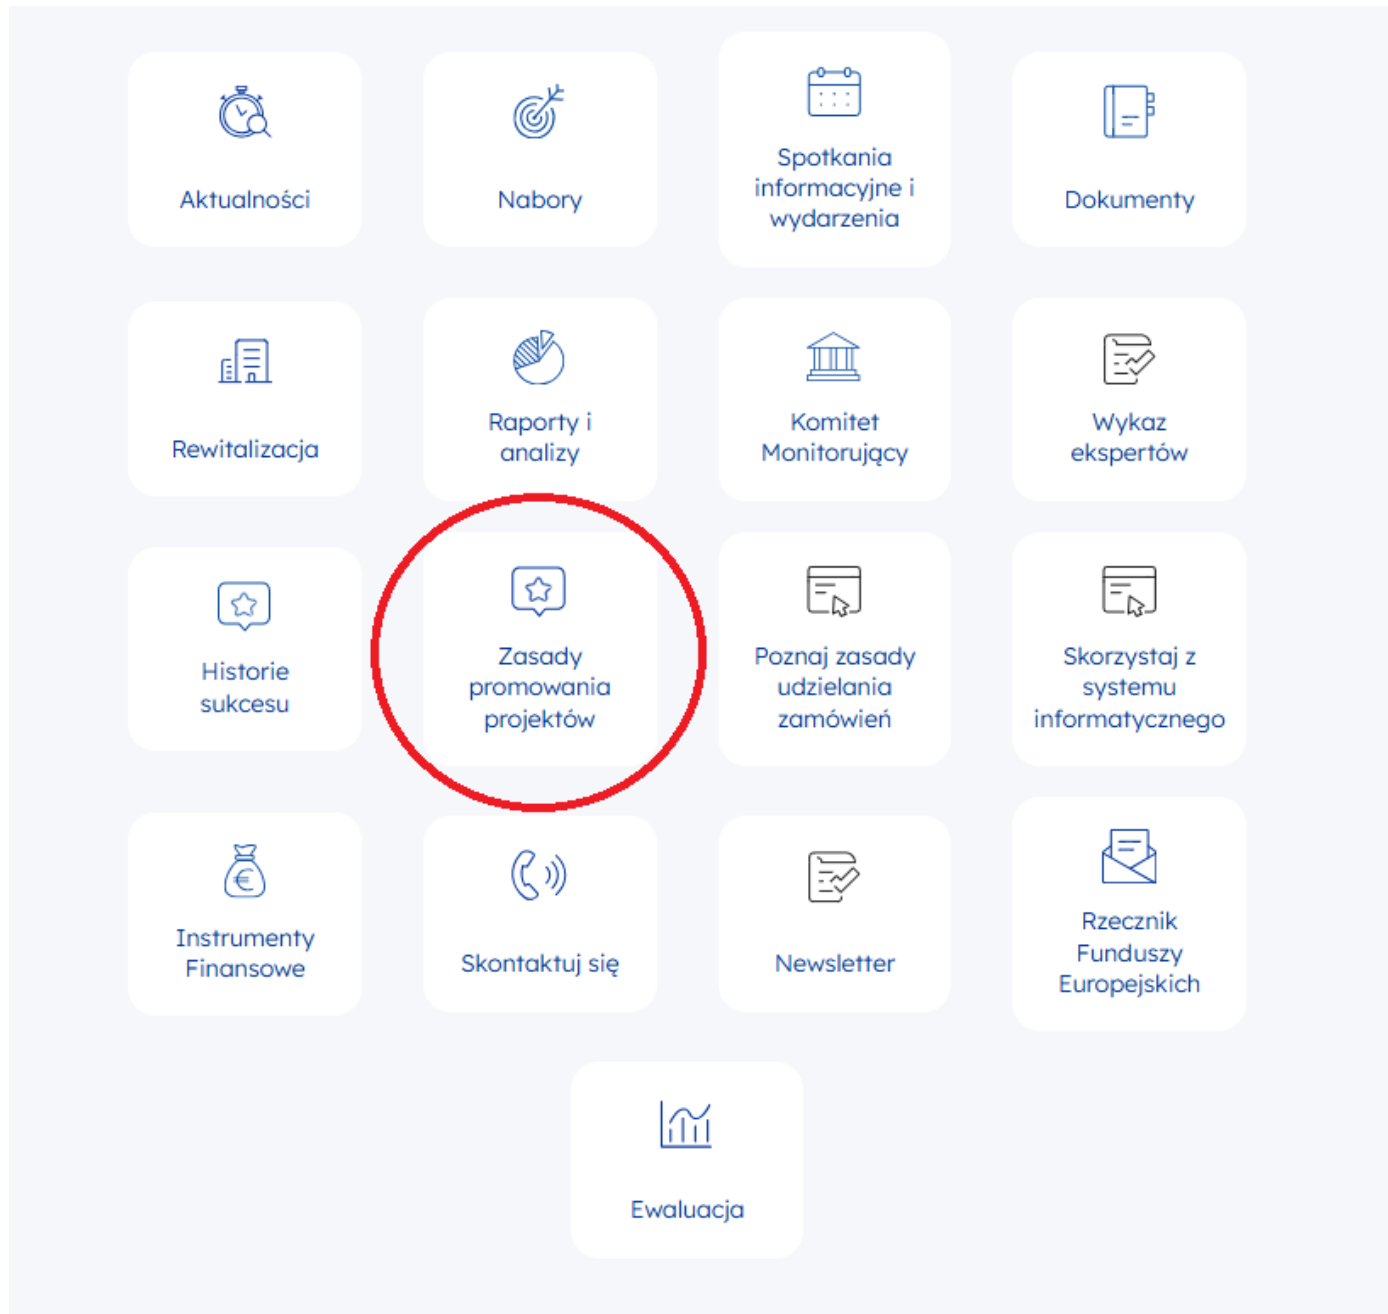 Aktualności
Nabory
Spotkania
informacyjne i
wydarzenia
Dokumenty
Rewitalizacja
Raporty i
analizy
Komitet
Monitorujący
Wykaz
ekspertów
Historie
sukcesu
Zasady
promowania
projektów
Poznaj zasady
udzielania
zamówień
Skorzystaj z
systemu
informatycznego
Instrumenty
Finansowe
Skontaktuj się
Newsletter
Rzecznik
Funduszy
Europejskich
Ewaluacja